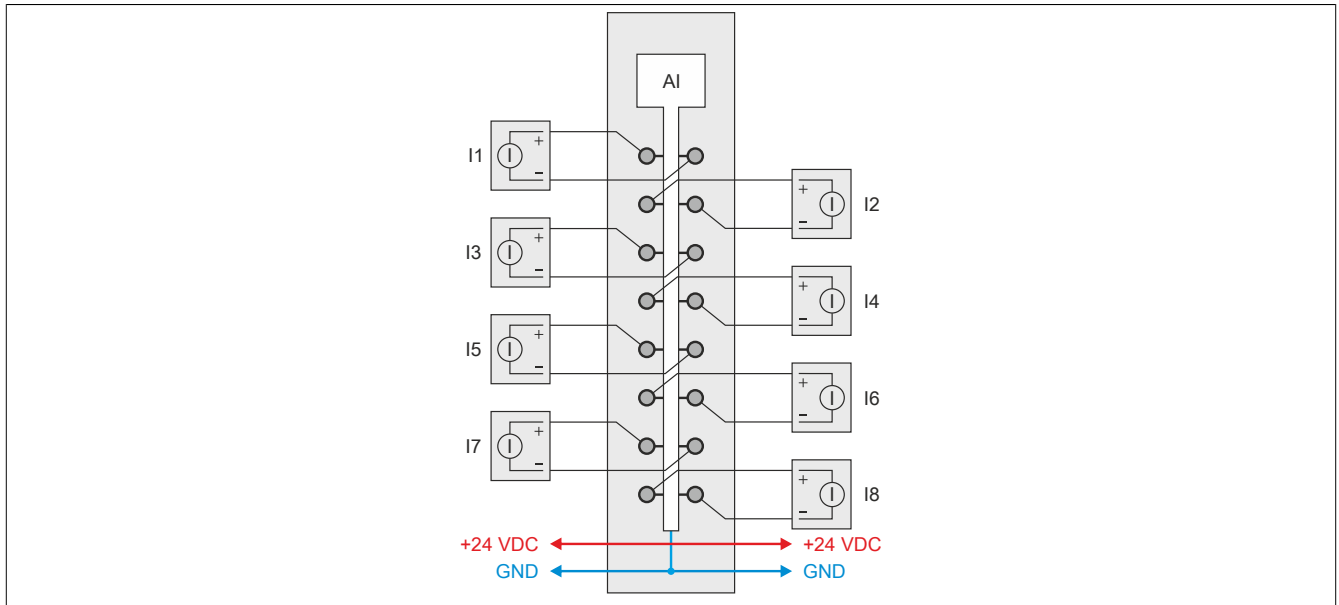 AI
I1
I
+
-
I2
+
I
-
I3
I
+
-
I4
+
I
-
I5
I
+
-
I6
+
I
-
I7
I
+
-
I8
+
I
-
+24 VDC +24 VDC
GND GND